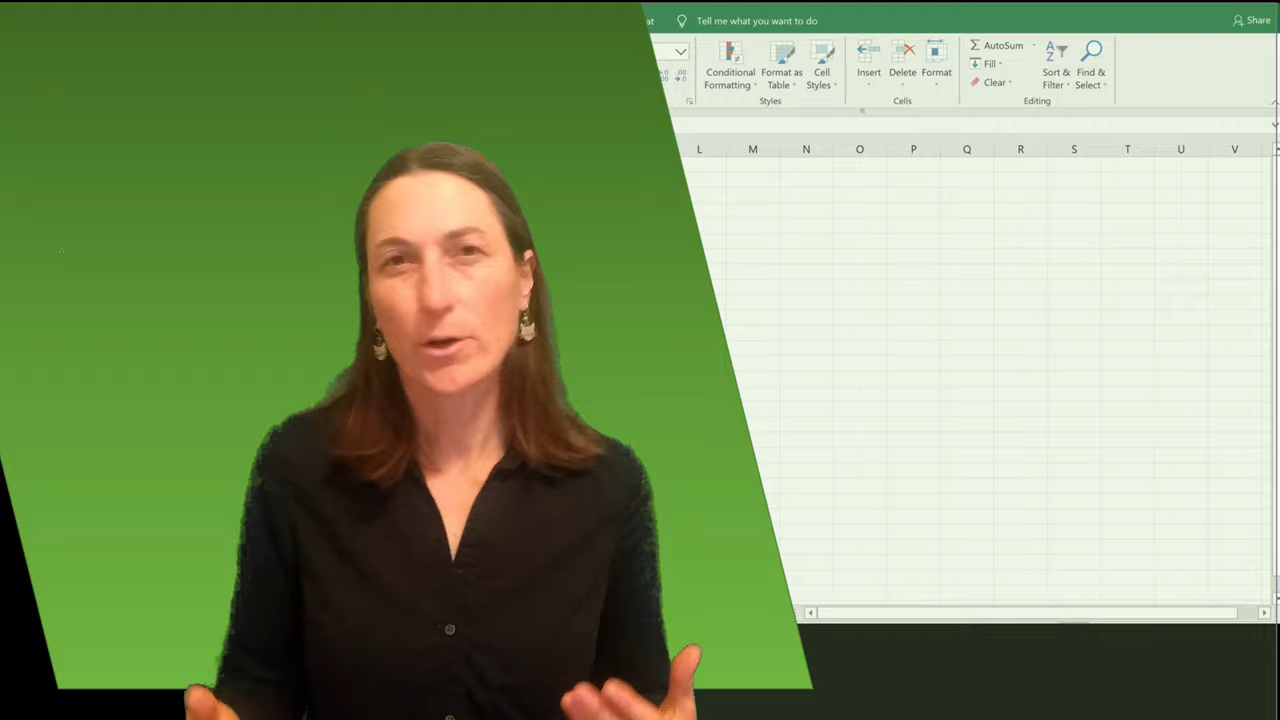 at Tell me what you want to do Share
Conditional Formatting
Format as Table
Cell Styles
Styles
Insert
Delete
Format
Cells
AutoSum
Fill
Clear
Sort & Filter
Find & Select
Editing
L M N O P Q R S T U V